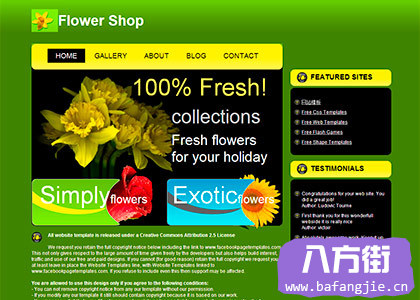 Flower Shop
HOME GALLERY ABOUT BLOG CONTACT
100% Fresh!
collections
Fresh flowers
for your holiday
Simply flowers
Exotic flowers
FEATURED SITES
Free Css Templates
Free Web Templates
Free Flash Games
Free Shape Templates
TESTIMONIALS
Congratulations for your web site. You
did a great job!
Author: Ludovic Tourne
First thank you for this wonderful
website it is really nice
Author: victor
All website template is released under a Creative Commons Attribution 2.5 License
We request you retain the full copyright notice below including the link to www.facebookpagetemplates.com.
This not only gives respect to the large amount of time given freely by the developers but also helps build interest,
traffic and use of our free and paid designs. If you cannot (for good reason) retain the full copyright we request you
at least leave in place the Website Templates line, with Website Templates linked to
www.facebookpagetemplates.com. If you refuse to include even this then support may be affected.
You are allowed to use this design only if you agree to the following conditions:
- You can not remove copyright notice from any our template without our permission.
- If you modify any our template it still should contain copyright because it is based on our work.
八方街
www.bafangjie.cn